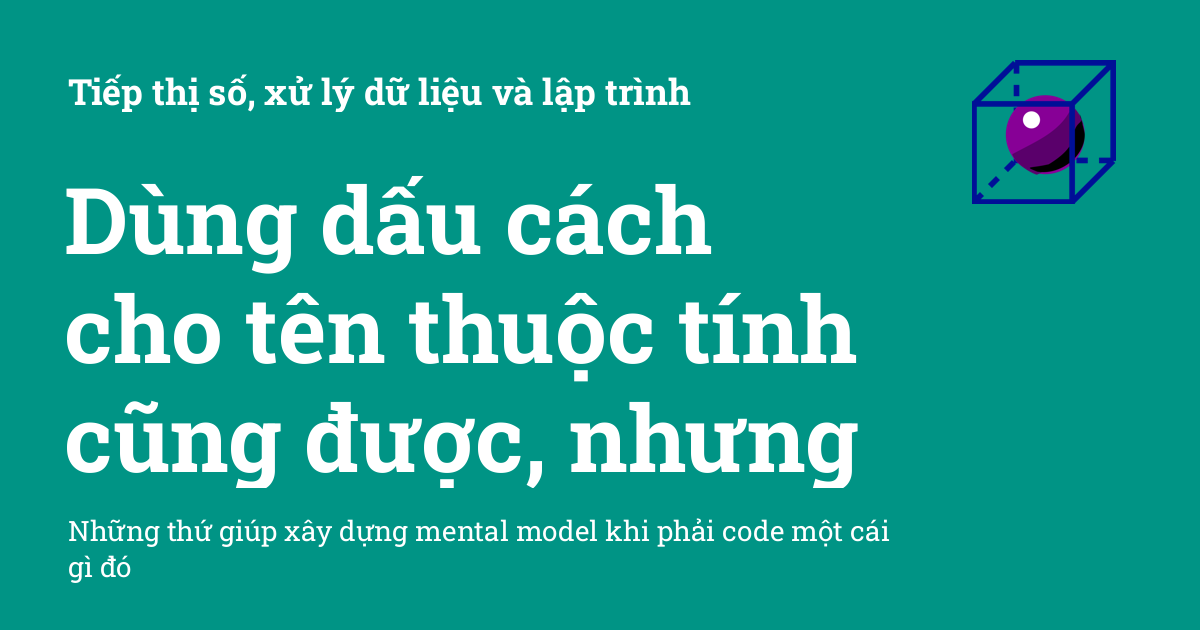 Tiếp thị số, xử lý dữ liệu và lập trình
Dùng dấu cách
cho tên thuộc tính
cũng được, nhưng
Những thứ giúp xây dựng mental model khi phải code một cái
gì đó